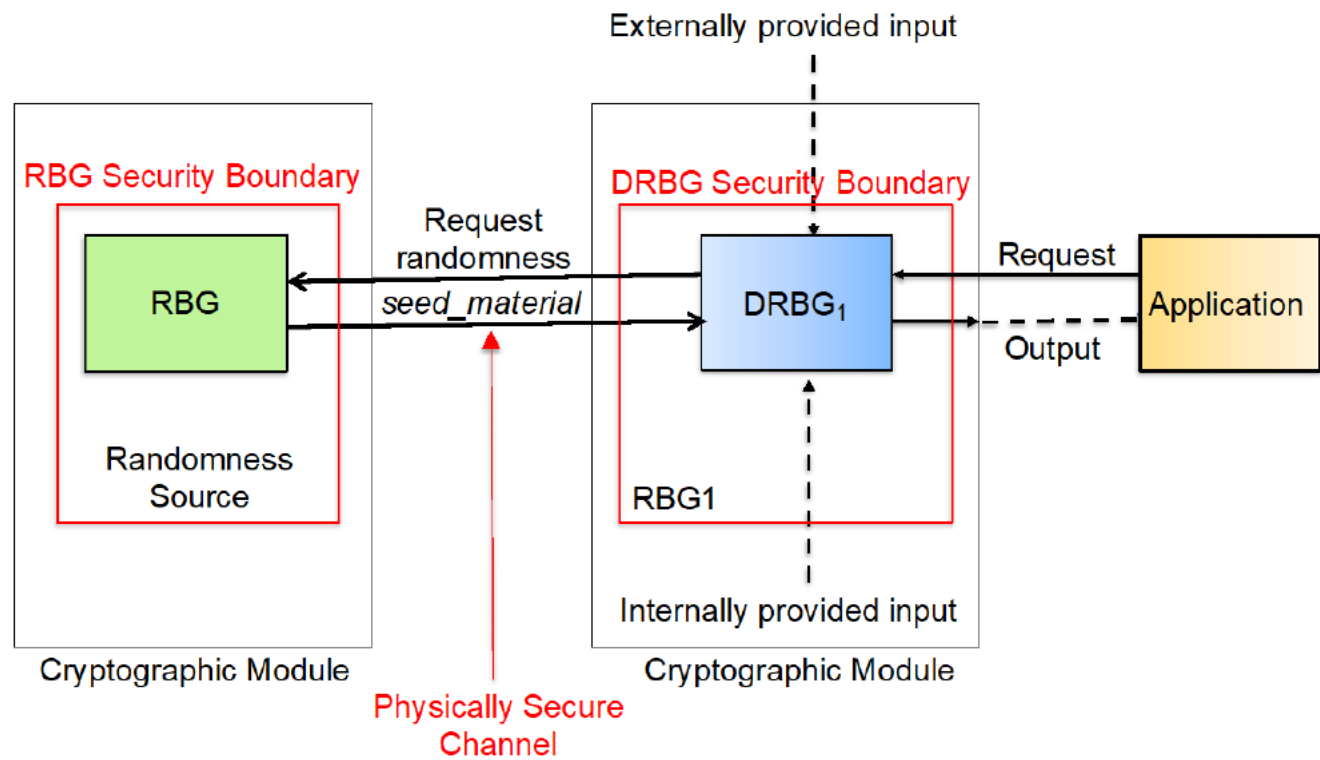 Externally provided input
RBG Security Boundary
DRBG Security Boundary
Request
randomness
RBG
seed_material
DRBG₁
Request
Application
Output
Randomness
Source
RBG1
Internally provided input
Cryptographic Module
Cryptographic Module
Physically Secure
Channel